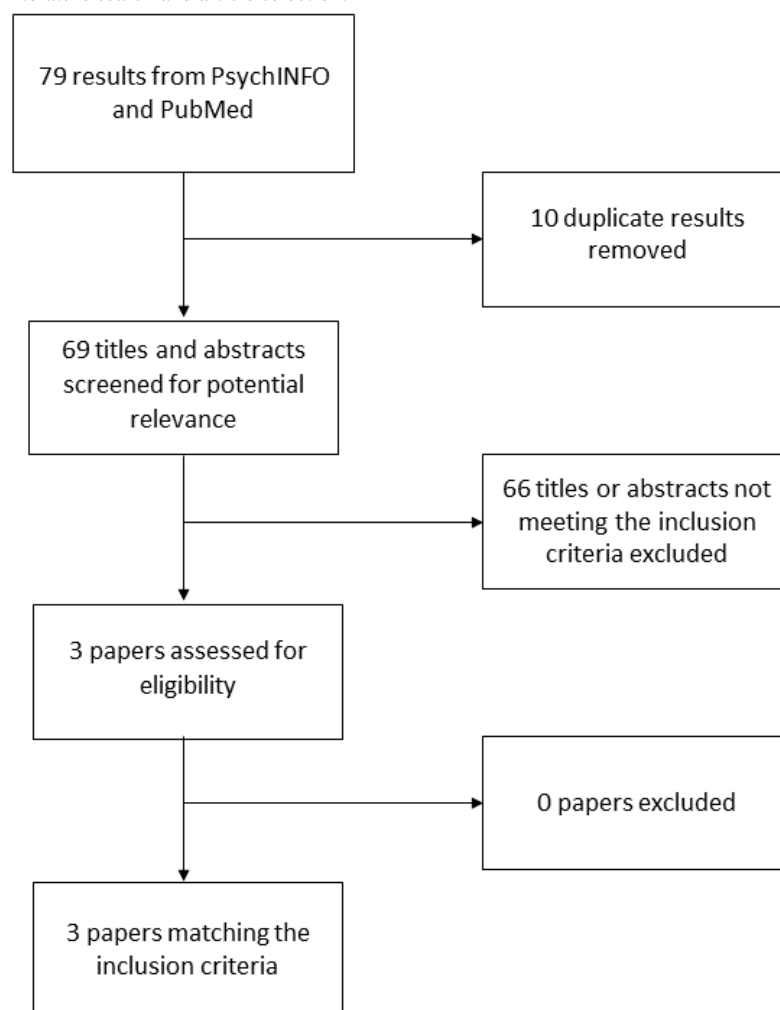 79 results from PsychINFO
and PubMed
10 duplicate results
removed
69 titles and abstracts
screened for potential
relevance
66 titles or abstracts not
meeting the inclusion
criteria excluded
3 papers assessed for
eligibility
0 papers excluded
3 papers matching the
inclusion criteria